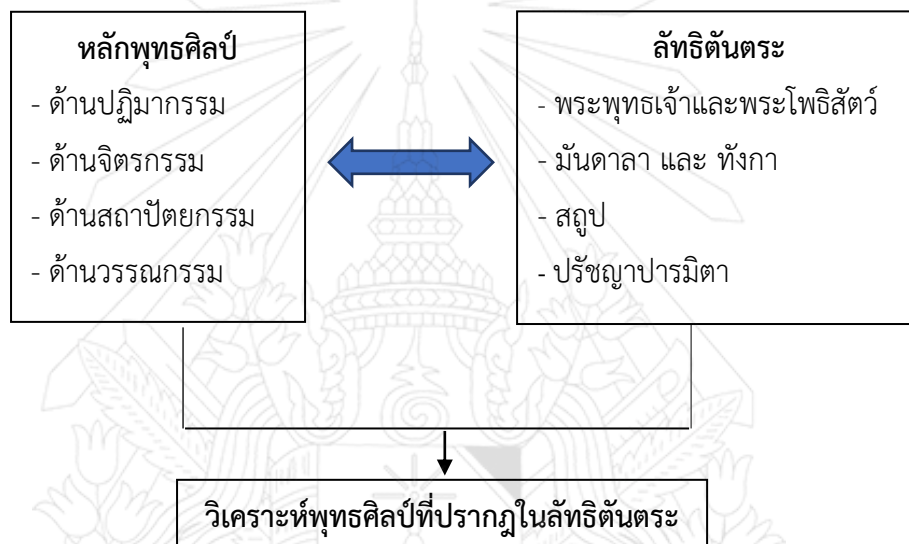 หลักพุทธศิลป์
- ด้านปฏิมากรรม
- ด้านจิตรกรรม
- ด้านสถาปัตยกรรม
- ด้านวรรณกรรม
ลัทธิตันตระ
- พระพุทธเจ้าและพระโพธิสัตว์
- มันดาลา และ ทังกา
- สถูป
- ปรัชญาปารมิตา
วิเคราะห์พุทธศิลป์ที่ปรากฏในลัทธิตันตระ